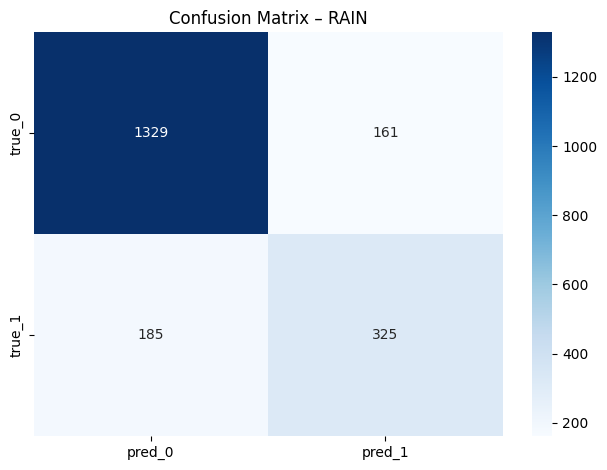 Confusion Matrix – RAIN
true_0
1329
161
true_1
185
325
pred_0
pred_1
1200
1000
800
600
400
200